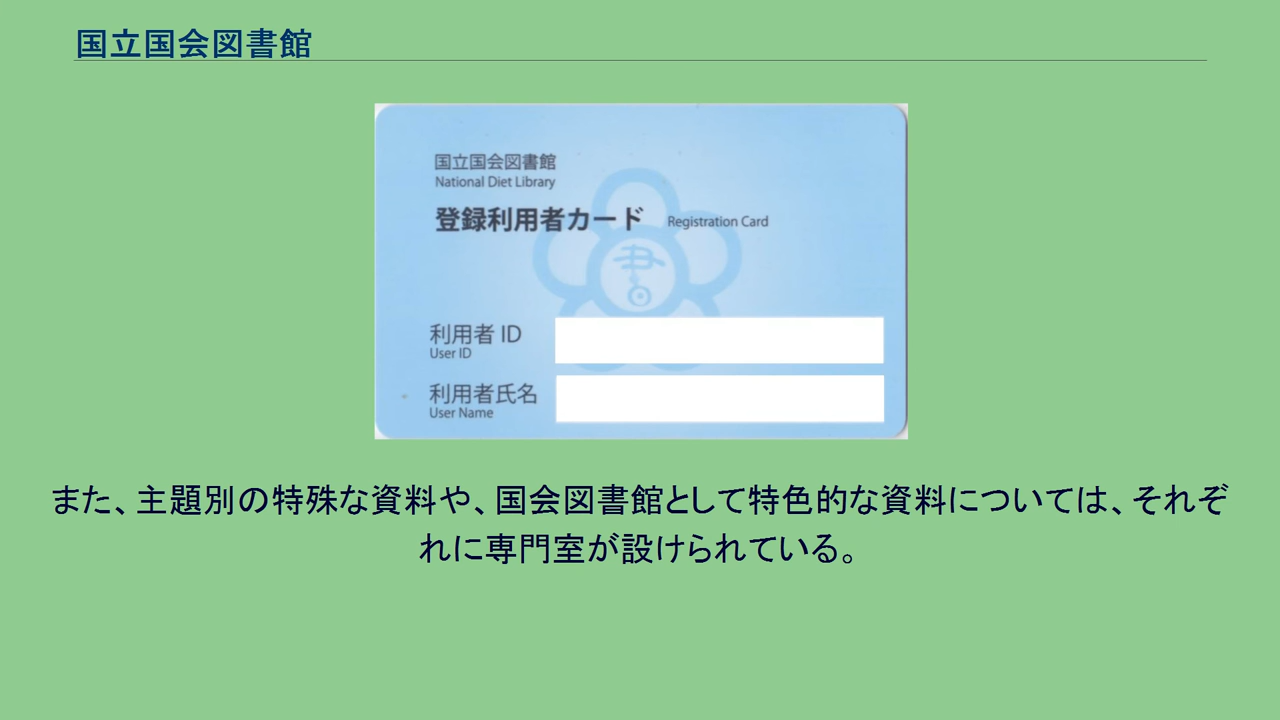 国立国会図書館
国立国会図書館
National Diet Library
登録利用者カード Registration Card
書
利用者 ID
User ID
利用者氏名
User Name
また、主題別の特殊な資料や、国会図書館として特色的な資料については、それぞ
れに専門室が設けられている。